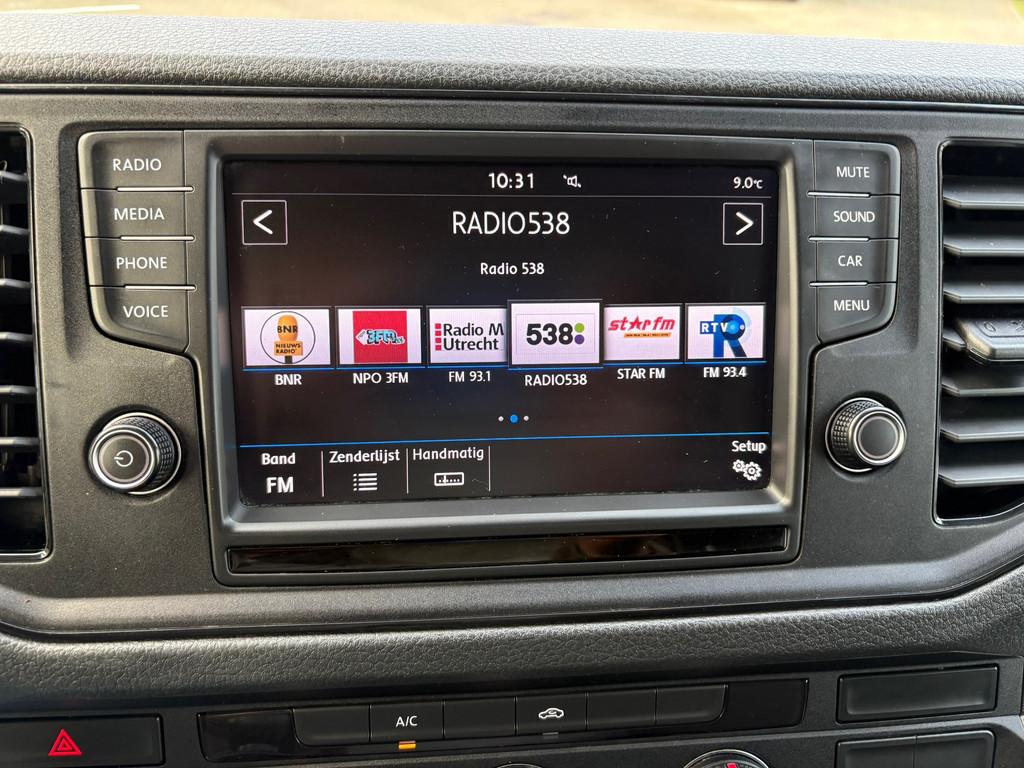 RADIO
MEDIA
PHONE
VOICE
10:31
9.0°C
RADIO538
Radio 538
BNR
NIEUWS
RADIO
3FM
Radio M
Utrecht
538
star fm
RTV
R
BNR
NPO 3FM
FM 93.1
RADIO538
STAR FM
FM 93.4
Band
FM
Zenderlijst
Handmatig
Setup
MUTE
SOUND
CAR
MENU
A/C